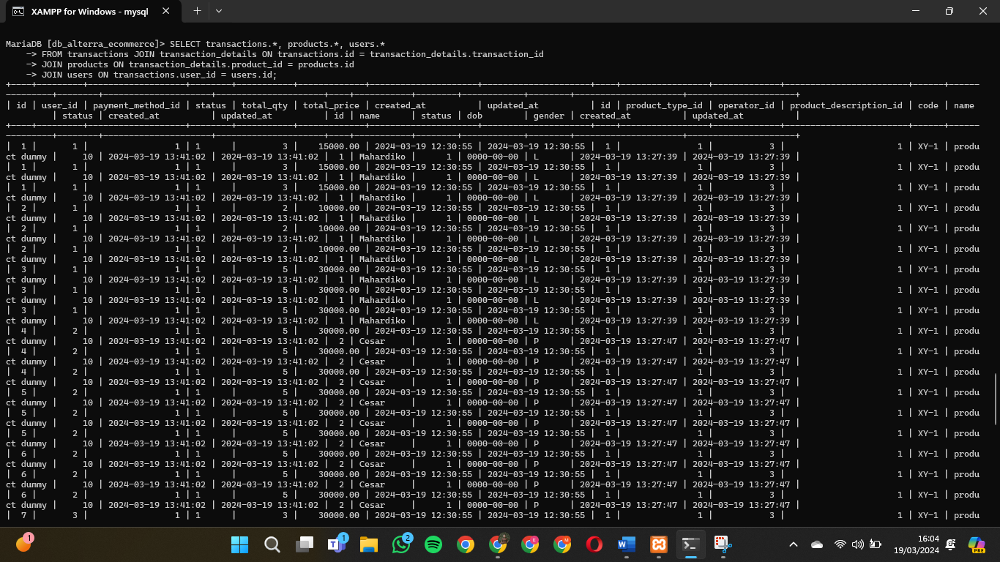 XAMPP for Windows - mysql
MariaDB [db_alterra_ecommerce]> SELECT transactions.*, products.*, users.*
-> FROM transactions JOIN transaction_details ON transactions.id = transaction_details.transaction_id
-> JOIN products ON transaction_details.product_id = products.id
-> JOIN users ON transactions.user_id = users.id;
| id | user_id | payment_method_id | status | total_qty | total_price | created_at | updated_at | id | product_type_id | operator_id | product_description_id | code | name
| status | created_at | updated_at | id | name | status | dob | gender | created_at | updated_at |
| 1 | 1 | 1 | 1 | 3 | 15000.00 | 2024-03-19 12:30:55 | 2024-03-19 12:30:55 | 1 | 1 | 3 | 1 | XY-1 | produ
ct dummy | 10 | 2024-03-19 13:41:02 | 2024-03-19 13:41:02 | 1 | Mahardiko | 1 | 0000-00-00 | L | 2024-03-19 13:27:39 | 2024-03-19 13:27:39 |
| 1 | 1 | 1 | 1 | 3 | 15000.00 | 2024-03-19 12:30:55 | 2024-03-19 12:30:55 | 1 | 1 | 3 | 1 | XY-1 | produ
ct dummy | 10 | 2024-03-19 13:41:02 | 2024-03-19 13:41:02 | 1 | Mahardiko | 1 | 0000-00-00 | L | 2024-03-19 13:27:39 | 2024-03-19 13:27:39 |
| 1 | 1 | 1 | 1 | 3 | 15000.00 | 2024-03-19 12:30:55 | 2024-03-19 12:30:55 | 1 | 1 | 3 | 1 | XY-1 | produ
ct dummy | 10 | 2024-03-19 13:41:02 | 2024-03-19 13:41:02 | 1 | Mahardiko | 1 | 0000-00-00 | L | 2024-03-19 13:27:39 | 2024-03-19 13:27:39 |
| 2 | 1 | 1 | 1 | 2 | 10000.00 | 2024-03-19 12:30:55 | 2024-03-19 12:30:55 | 1 | 1 | 3 | 1 | XY-1 | produ
ct dummy | 10 | 2024-03-19 13:41:02 | 2024-03-19 13:41:02 | 1 | Mahardiko | 1 | 0000-00-00 | L | 2024-03-19 13:27:39 | 2024-03-19 13:27:39 |
| 2 | 1 | 1 | 1 | 2 | 10000.00 | 2024-03-19 12:30:55 | 2024-03-19 12:30:55 | 1 | 1 | 3 | 1 | XY-1 | produ
ct dummy | 10 | 2024-03-19 13:41:02 | 2024-03-19 13:41:02 | 1 | Mahardiko | 1 | 0000-00-00 | L | 2024-03-19 13:27:39 | 2024-03-19 13:27:39 |
| 2 | 1 | 1 | 1 | 2 | 10000.00 | 2024-03-19 12:30:55 | 2024-03-19 12:30:55 | 1 | 1 | 3 | 1 | XY-1 | produ
ct dummy | 10 | 2024-03-19 13:41:02 | 2024-03-19 13:41:02 | 1 | Mahardiko | 1 | 0000-00-00 | L | 2024-03-19 13:27:39 | 2024-03-19 13:27:39 |
| 3 | 1 | 1 | 1 | 5 | 30000.00 | 2024-03-19 12:30:55 | 2024-03-19 12:30:55 | 1 | 1 | 3 | 1 | XY-1 | produ
ct dummy | 10 | 2024-03-19 13:41:02 | 2024-03-19 13:41:02 | 1 | Mahardiko | 1 | 0000-00-00 | L | 2024-03-19 13:27:39 | 2024-03-19 13:27:39 |
| 3 | 1 | 1 | 1 | 5 | 30000.00 | 2024-03-19 12:30:55 | 2024-03-19 12:30:55 | 1 | 1 | 3 | 1 | XY-1 | produ
ct dummy | 10 | 2024-03-19 13:41:02 | 2024-03-19 13:41:02 | 1 | Mahardiko | 1 | 0000-00-00 | L | 2024-03-19 13:27:39 | 2024-03-19 13:27:39 |
| 3 | 1 | 1 | 1 | 5 | 30000.00 | 2024-03-19 12:30:55 | 2024-03-19 12:30:55 | 1 | 1 | 3 | 1 | XY-1 | produ
ct dummy | 10 | 2024-03-19 13:41:02 | 2024-03-19 13:41:02 | 1 | Mahardiko | 1 | 0000-00-00 | L | 2024-03-19 13:27:39 | 2024-03-19 13:27:39 |
| 4 | 2 | 1 | 1 | 5 | 30000.00 | 2024-03-19 12:30:55 | 2024-03-19 12:30:55 | 1 | 1 | 3 | 1 | XY-1 | produ
ct dummy | 10 | 2024-03-19 13:41:02 | 2024-03-19 13:41:02 | 2 | Cesar | 1 | 0000-00-00 | P | 2024-03-19 13:27:47 | 2024-03-19 13:27:47 |
| 4 | 2 | 1 | 1 | 5 | 30000.00 | 2024-03-19 12:30:55 | 2024-03-19 12:30:55 | 1 | 1 | 3 | 1 | XY-1 | produ
ct dummy | 10 | 2024-03-19 13:41:02 | 2024-03-19 13:41:02 | 2 | Cesar | 1 | 0000-00-00 | P | 2024-03-19 13:27:47 | 2024-03-19 13:27:47 |
| 4 | 2 | 1 | 1 | 5 | 30000.00 | 2024-03-19 12:30:55 | 2024-03-19 12:30:55 | 1 | 1 | 3 | 1 | XY-1 | produ
ct dummy | 10 | 2024-03-19 13:41:02 | 2024-03-19 13:41:02 | 2 | Cesar | 1 | 0000-00-00 | P | 2024-03-19 13:27:47 | 2024-03-19 13:27:47 |
| 5 | 2 | 1 | 1 | 5 | 30000.00 | 2024-03-19 12:30:55 | 2024-03-19 12:30:55 | 1 | 1 | 3 | 1 | XY-1 | produ
ct dummy | 10 | 2024-03-19 13:41:02 | 2024-03-19 13:41:02 | 2 | Cesar | 1 | 0000-00-00 | P | 2024-03-19 13:27:47 | 2024-03-19 13:27:47 |
| 5 | 2 | 1 | 1 | 5 | 30000.00 | 2024-03-19 12:30:55 | 2024-03-19 12:30:55 | 1 | 1 | 3 | 1 | XY-1 | produ
ct dummy | 10 | 2024-03-19 13:41:02 | 2024-03-19 13:41:02 | 2 | Cesar | 1 | 0000-00-00 | P | 2024-03-19 13:27:47 | 2024-03-19 13:27:47 |
| 5 | 2 | 1 | 1 | 5 | 30000.00 | 2024-03-19 12:30:55 | 2024-03-19 12:30:55 | 1 | 1 | 3 | 1 | XY-1 | produ
ct dummy | 10 | 2024-03-19 13:41:02 | 2024-03-19 13:41:02 | 2 | Cesar | 1 | 0000-00-00 | P | 2024-03-19 13:27:47 | 2024-03-19 13:27:47 |
| 6 | 2 | 1 | 1 | 5 | 30000.00 | 2024-03-19 12:30:55 | 2024-03-19 12:30:55 | 1 | 1 | 3 | 1 | XY-1 | produ
ct dummy | 10 | 2024-03-19 13:41:02 | 2024-03-19 13:41:02 | 2 | Cesar | 1 | 0000-00-00 | P | 2024-03-19 13:27:47 | 2024-03-19 13:27:47 |
| 6 | 2 | 1 | 1 | 5 | 30000.00 | 2024-03-19 12:30:55 | 2024-03-19 12:30:55 | 1 | 1 | 3 | 1 | XY-1 | produ
ct dummy | 10 | 2024-03-19 13:41:02 | 2024-03-19 13:41:02 | 2 | Cesar | 1 | 0000-00-00 | P | 2024-03-19 13:27:47 | 2024-03-19 13:27:47 |
| 6 | 2 | 1 | 1 | 5 | 30000.00 | 2024-03-19 12:30:55 | 2024-03-19 12:30:55 | 1 | 1 | 3 | 1 | XY-1 | produ
ct dummy | 10 | 2024-03-19 13:41:02 | 2024-03-19 13:41:02 | 2 | Cesar | 1 | 0000-00-00 | P | 2024-03-19 13:27:47 | 2024-03-19 13:27:47 |
| 7 | 3 | 1 | 1 | 3 | 30000.00 | 2024-03-19 12:30:55 | 2024-03-19 12:30:55 | 1 | 1 | 3 | 1 | XY-1 | produ
1
1
2
16:04
19/03/2024
PRE